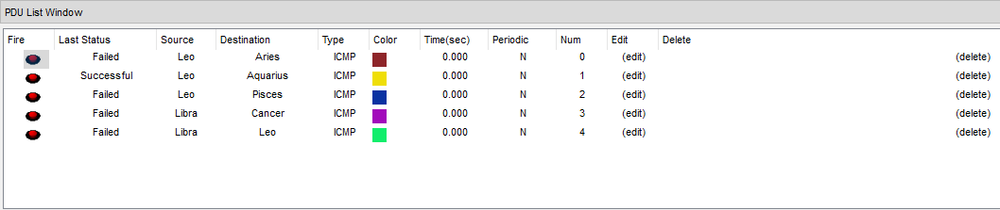 PDU List Window
Fire Last Status Source Destination Type Color Time(sec) Periodic Num Edit Delete
Failed Leo Aries ICMP 0.000 N 0 (edit) (delete)
Successful Leo Aquarius ICMP 0.000 N 1 (edit) (delete)
Failed Leo Pisces ICMP 0.000 N 2 (edit) (delete)
Failed Libra Cancer ICMP 0.000 N 3 (edit) (delete)
Failed Libra Leo ICMP 0.000 N 4 (edit) (delete)